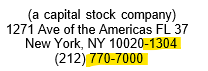 (a capital stock company)
1271 Ave of the Americas FL 37
New York, NY 10020-1304
(212) 770-7000